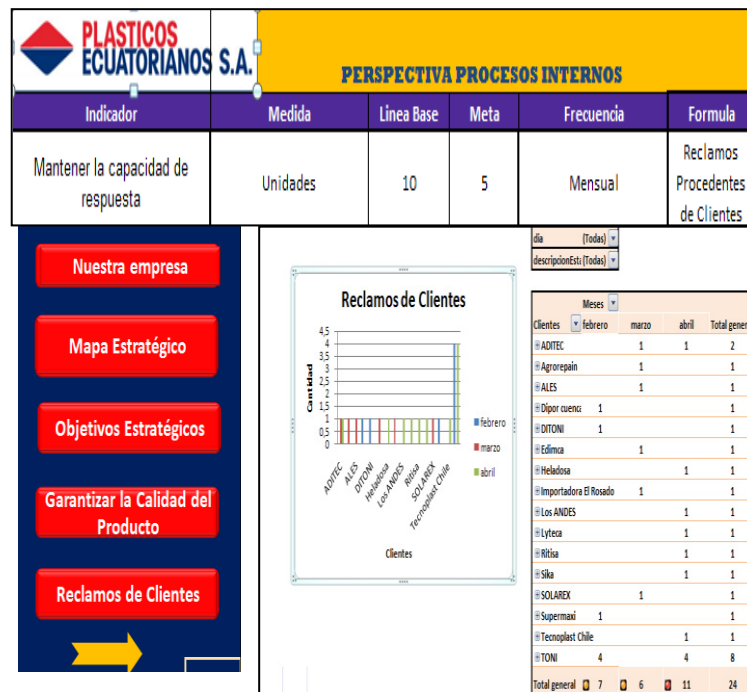 PLASTICOS
ECUATORIANOS S.A.
PERSPECTIVA PROCESOS INTERNOS
Indicador Medida Linea Base Meta Frecuencia Formula
Mantener la capacidad de respuesta Unidades 10 5 Mensual Reclamos Procedentes de Clientes
Nuestra empresa
Mapa Estratégico
Objetivos Estratégicos
Garantizar la Calidad del
Producto
Reclamos de Clientes
Reclamos de Clientes
Cantidad
4,5
4
3,5
3
2,5
2
1,5
1
0,5
0
ADITEC
ALES
DITONI
Heladosa
Los ANDES
Ritisa
SOLAREX
Tecnoplast Chile
Clientes
febrero
marzo
abril
dia (Todas)
descripcionEst (Todas)
Meses
Clientes febrero marzo abril Total gener
ADITEC 1 1 2
Agrorepain 1 1
ALES 1 1
Dipor cuenca 1 1
DITONI 1 1
Edimca 1 1
Heladosa 1 1
Importadora El Rosado 1 1
Los ANDES 1 1
Lyteca 1 1
Ritisa 1 1
Sika 1 1
SOLAREX 1 1
Supermaxi 1 1
Tecnoplast Chile 1 1
TONI 4 4 8
Total general 7 6 11 24